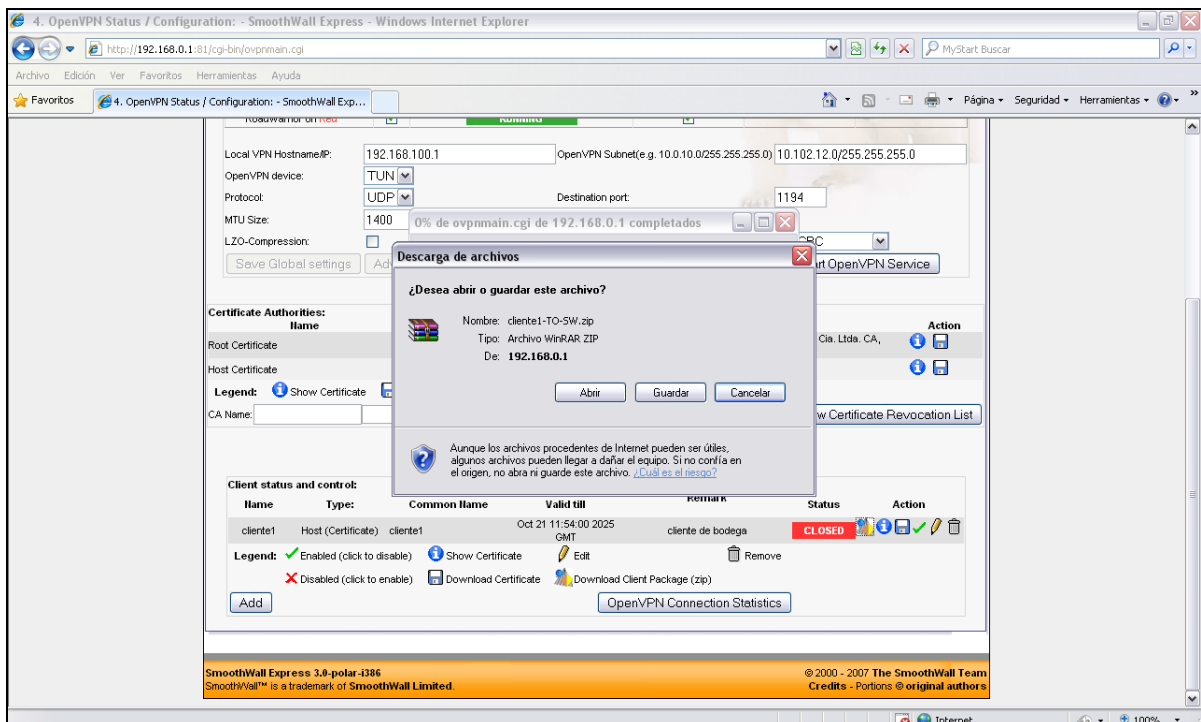 4. OpenVPN Status / Configuration: - SmoothWall Express - Windows Internet Explorer
http://192.168.0.1:81/cgi-bin/ovpnmain.cgi MyStart Buscar
Archivo Edición Ver Favoritos Herramientas Ayuda
Favoritos 4. OpenVPN Status / Configuration: - SmoothWall Exp... Página Seguridad Herramientas
Roadwarrior on Red RUNNING
Local VPN Hostname/IP: 192.168.100.1 OpenVPN Subnet(e.g. 10.0.10.0/255.255.255.0) 10.102.12.0/255.255.255.0
OpenVPN device: TUN
Protocol: UDP Destination port: 1194
MTU Size: 1400
0% de ovpnmain.cgi de 192.168.0.1 completados
LZO-Compression: CBC
Save Global settings Ad rt OpenVPN Service
Descarga de archivos
¿Desea abrir o guardar este archivo?
Nombre: cliente1-TO-SW.zip
Tipo: Archivo WinRAR ZIP
De: 192.168.0.1
Abrir Guardar Cancelar
Aunque los archivos procedentes de Internet pueden ser útiles,
algunos archivos pueden llegar a dañar el equipo. Si no confía en
el origen, no abra ni guarde este archivo. ¿Cuál es el riesgo?
Certificate Authorities:
Name Action
Root Certificate Cia. Ltda. CA,
Host Certificate
Legend: Show Certificate
CA Name: w Certificate Revocation List
Client status and control:
Name Type: Common Name Valid till Remark Status Action
cliente1 Host (Certificate) cliente1 Oct 21 11:54:00 2025 GMT cliente de bodega CLOSED
Legend: Enabled (click to disable) Show Certificate Edit Remove
Disabled (click to enable) Download Certificate Download Client Package (zip)
Add OpenVPN Connection Statistics
SmoothWall Express 3.0-polar-i386 © 2000 - 2007 The SmoothWall Team
SmoothWall™ is a trademark of SmoothWall Limited. Credits - Portions © original authors
Internet 100%